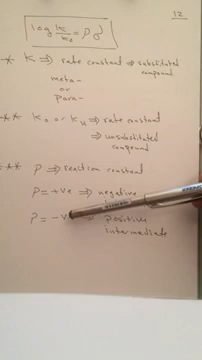 log K/K₀ = ρσ
12
* K ⇒ rate constant ⇒ substituted
compound
meta-
or
Para-
** K₀ or K_H ⇒ rate constant
⇒ unsubstituted
compound
*** ρ ⇒ reaction constant
ρ = +ve ⇒ negative
ρ = -v positive
intermediate